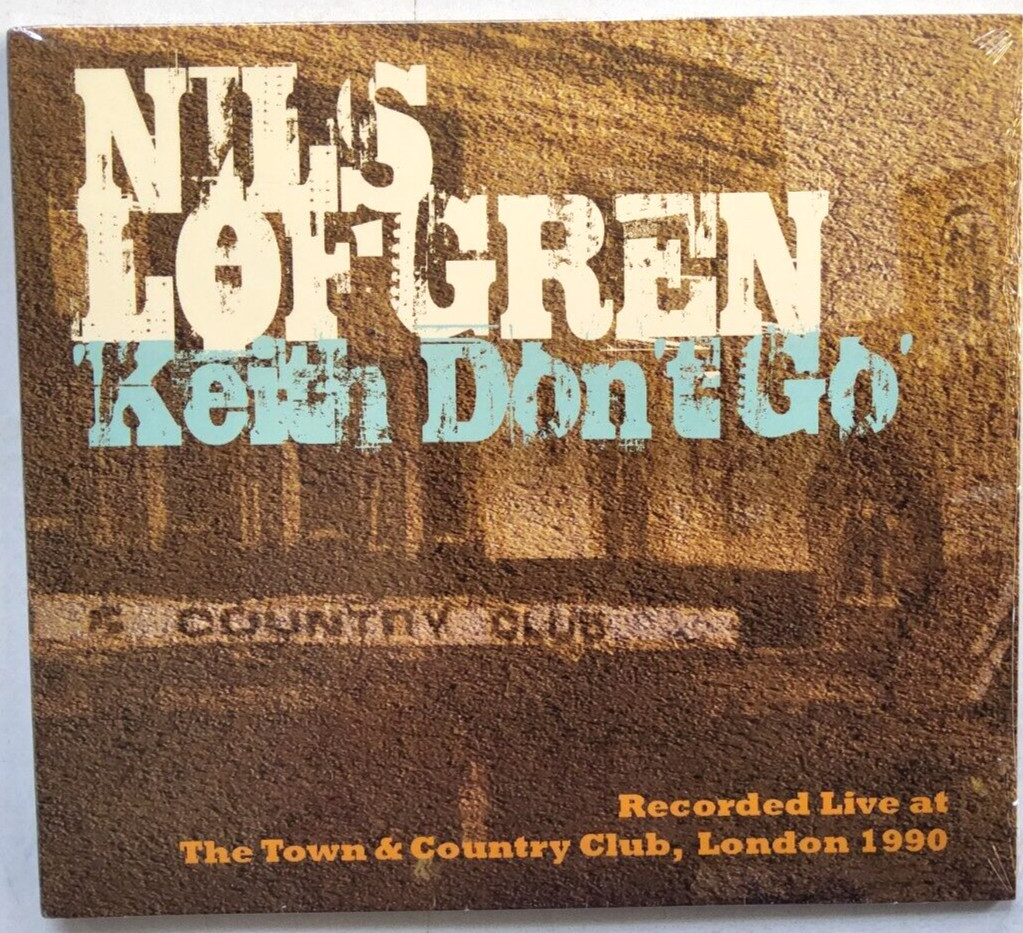 NILS
LOFGREN
'Keith Don't Go'
& COUNTRY CLUB
Recorded Live at
The Town & Country Club, London 1990